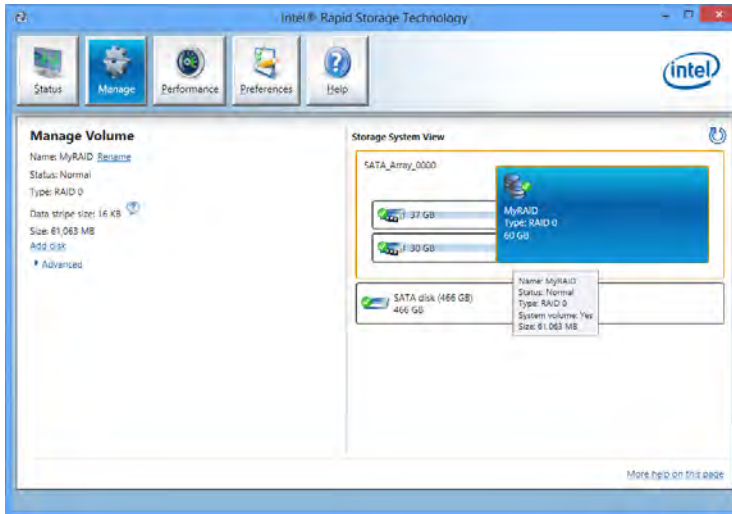 Intel® Rapid Storage Technology
Status
Manage
Performance
Preferences
Help
intel
Manage Volume
Name: MyRAID Rename
Status: Normal
Type: RAID 0
Data stripe size: 16 KB
Size: 61,063 MB
Add disk
Advanced
Storage System View
SATA_Array_0000
37 GB
30 GB
MyRAID
Type: RAID 0
60 GB
SATA disk (466 GB)
466 GB
Name: MyRAID
Status: Normal
Type: RAID 0
System volume: Yes
Size: 61,063 MB
More help on this page